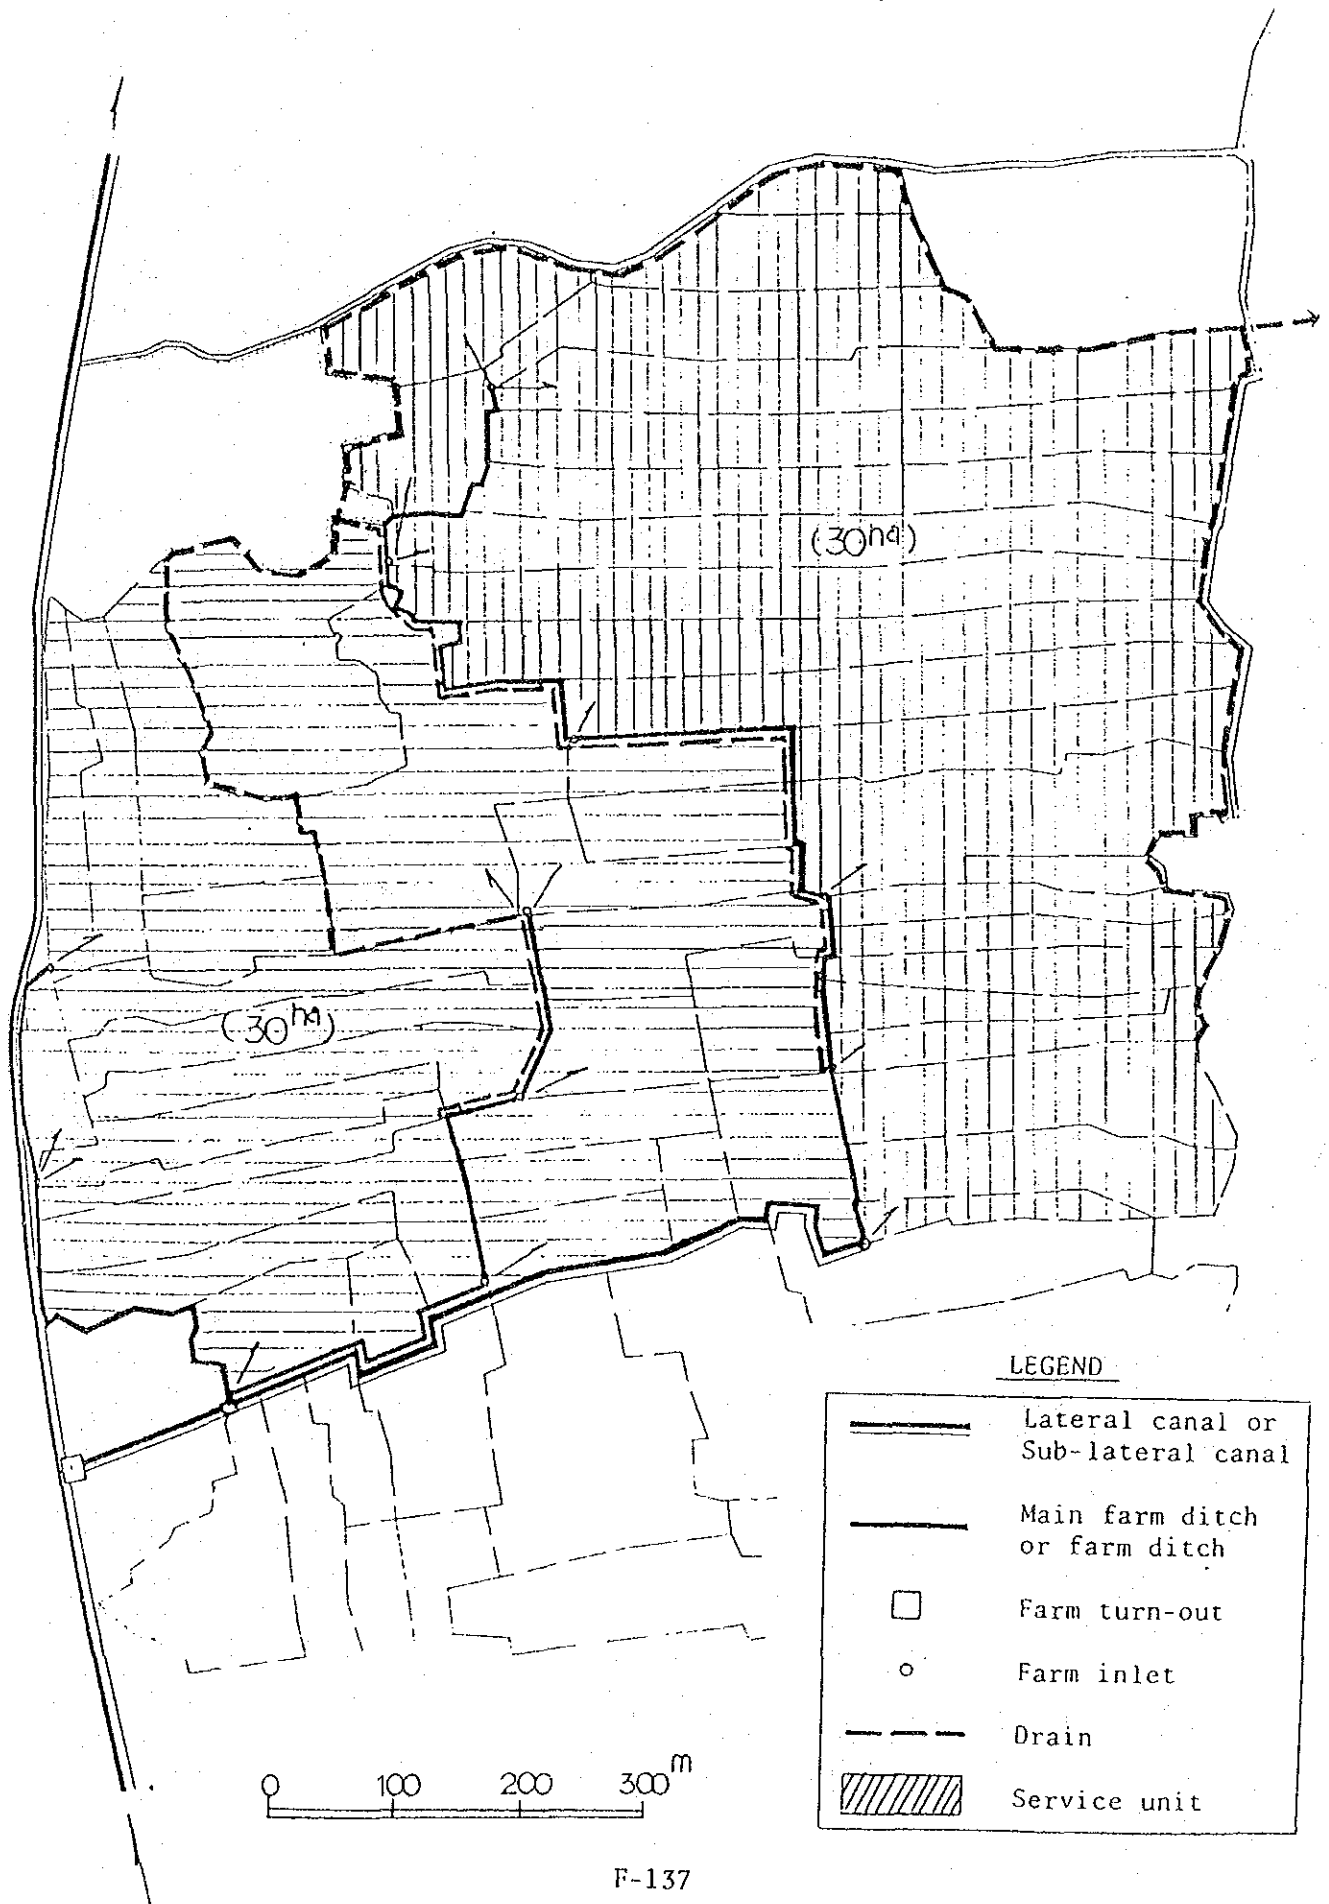 (30ha)
(30ha)
LEGEND
Lateral canal or
Sub-lateral canal
Main farm ditch
or farm ditch
Farm turn-out
Farm inlet
Drain
Service unit
0 100 200 300m
F-137